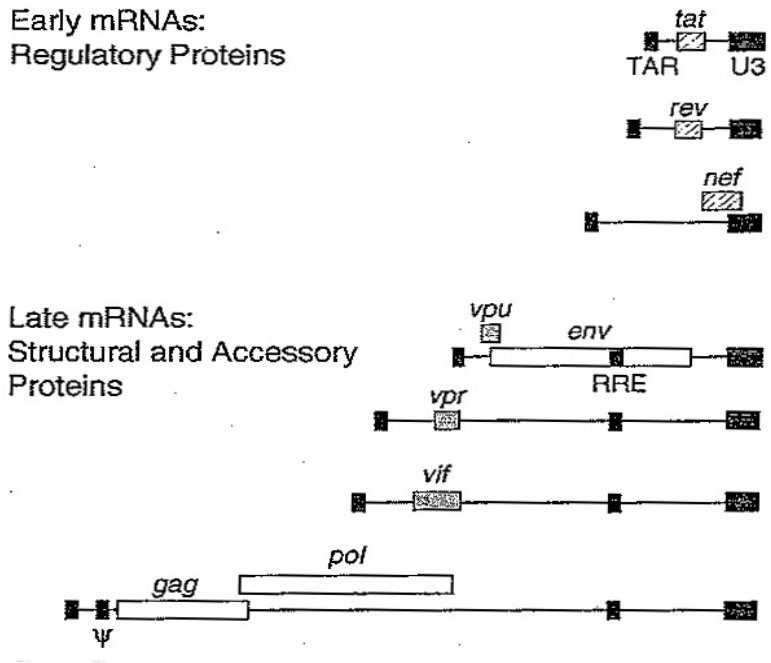 Early mRNAs:
Regulatory Proteins
tat
TAR U3
rev
nef
Late mRNAs:
Structural and Accessory
Proteins
vpu
env
RRE
vpr
vif
pol
gag
ψ